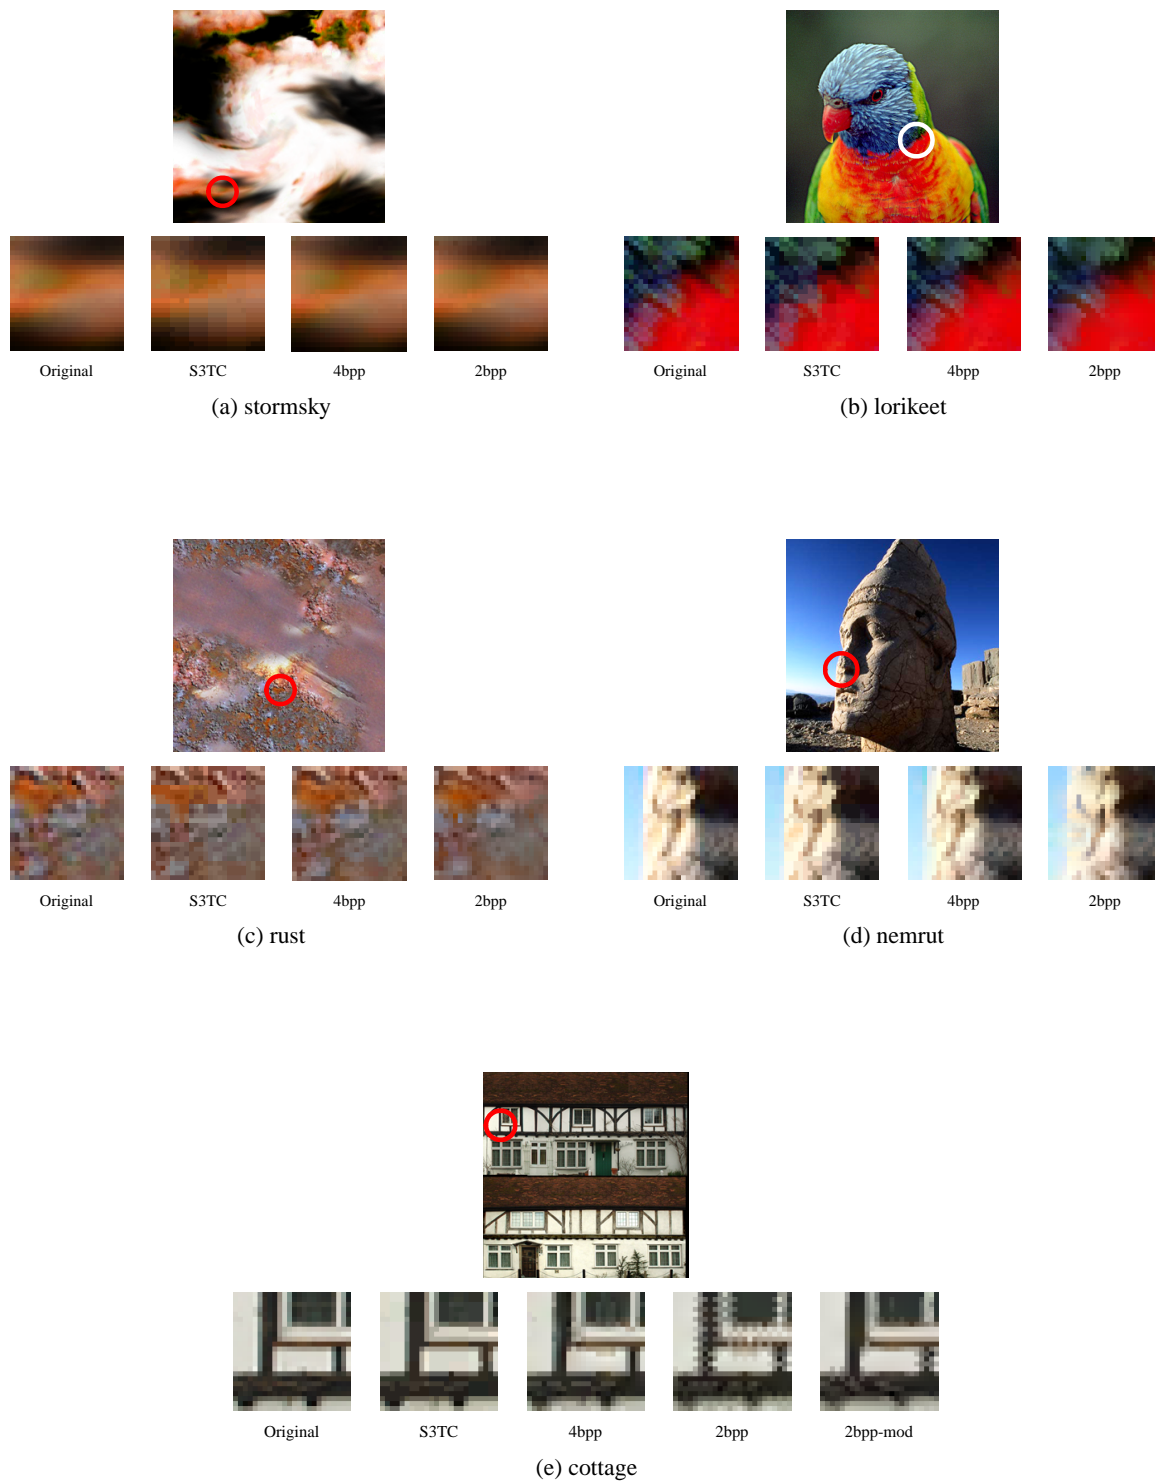 Original S3TC 4bpp 2bpp
(a) stormsky
Original S3TC 4bpp 2bpp
(b) lorikeet
Original S3TC 4bpp 2bpp
(c) rust
Original S3TC 4bpp 2bpp
(d) nemrut
Original S3TC 4bpp 2bpp 2bpp-mod
(e) cottage